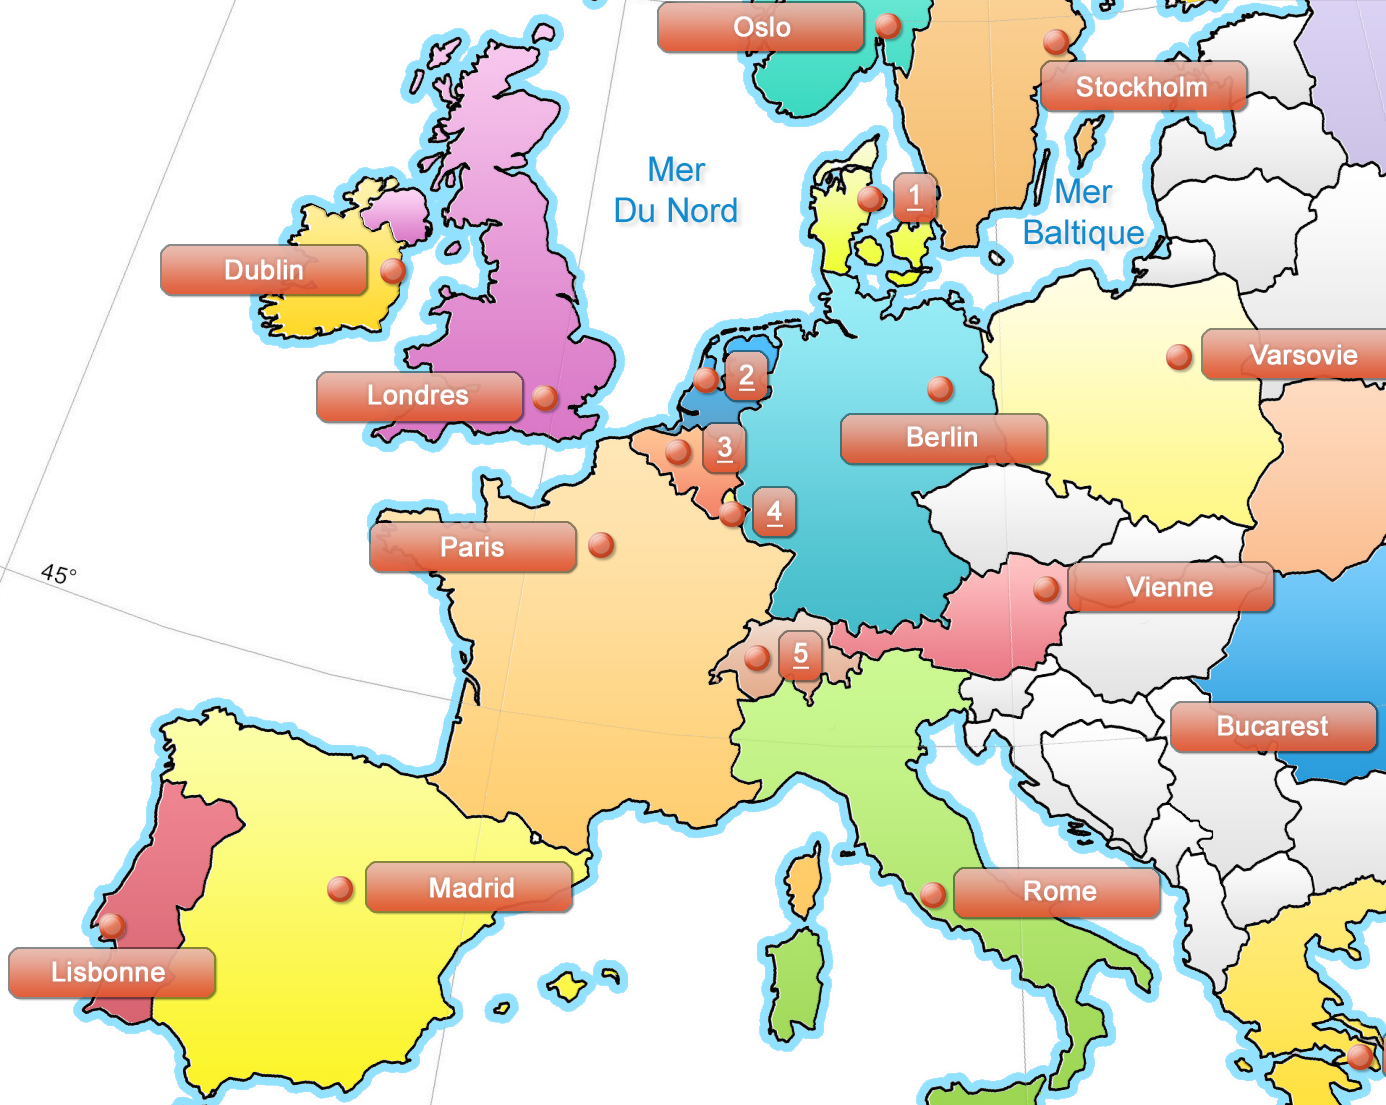 Oslo
Stockholm
Mer
Du Nord
1
Mer
Baltique
Dublin
Varsovie
2
Londres
Berlin
3
4
Paris
45°
Vienne
5
Bucarest
Madrid
Rome
Lisbonne